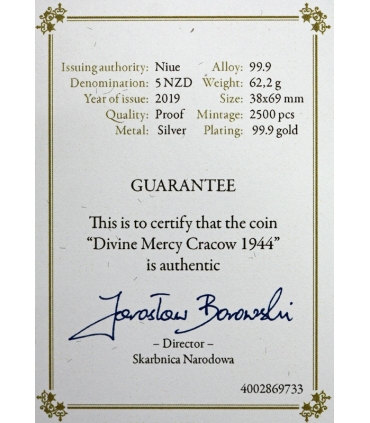 Issuing authority: Niue Alloy: 99.9
Denomination: 5 NZD Weight: 62,2 g
Year of issue: 2019 Size: 38x69 mm
Quality: Proof Mintage: 2500 pcs
Metal: Silver Plating: 99.9 gold
GUARANTEE
This is to certify that the coin
“Divine Mercy Cracow 1944”
is authentic
Jarosław Borowski
– Director –
Skarbnica Narodowa
4002869733